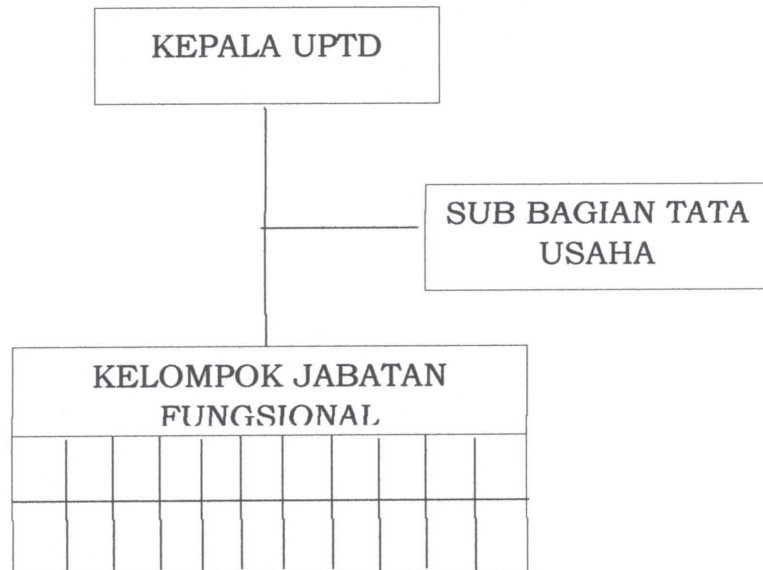 KEPALA UPTD
SUB BAGIAN TATA
USAHA
KELOMPOK JABATAN
FUNGSIONAL